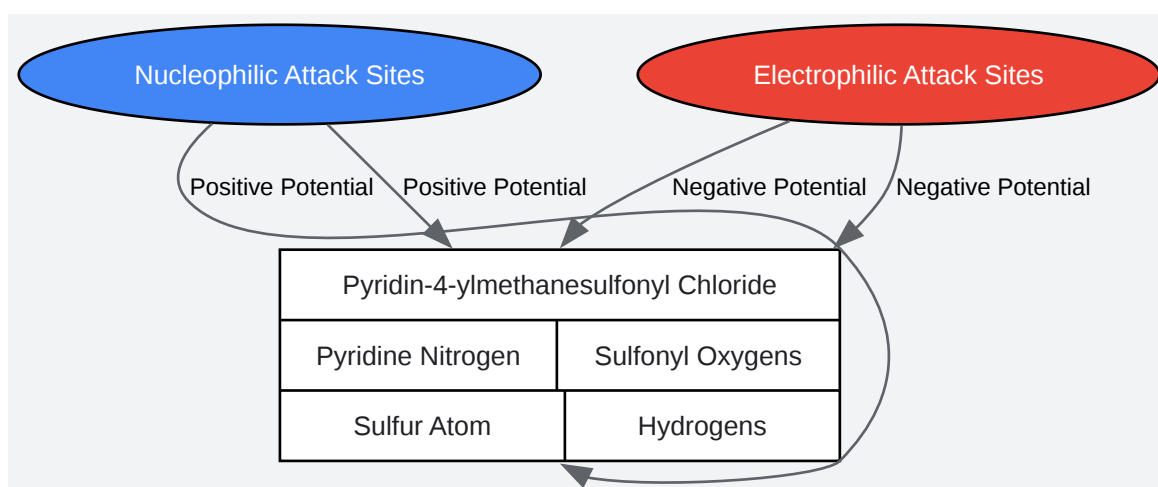 Nucleophilic Attack Sites
Electrophilic Attack Sites
Positive Potential
Positive Potential
Negative Potential
Negative Potential
Pyridin-4-ylmethanesulfonyl Chloride
Pyridine Nitrogen
Sulfonyl Oxygens
Sulfur Atom
Hydrogens